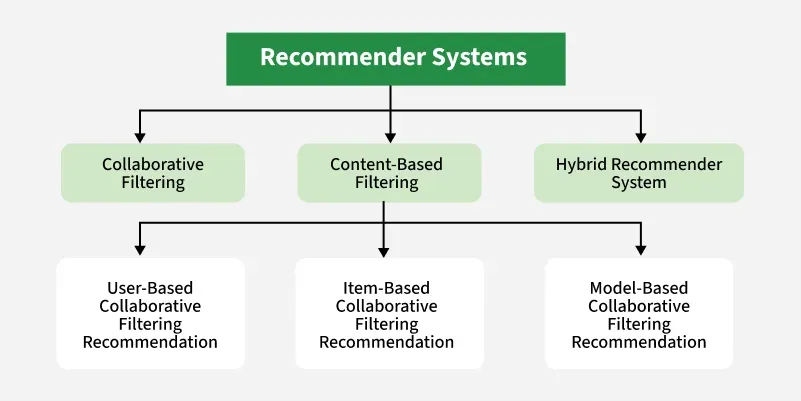 Recommender Systems
Collaborative
Filtering
Content-Based
Filtering
Hybrid Recommender
System
User-Based
Collaborative
Filtering
Recommendation
Item-Based
Collaborative
Filtering
Recommendation
Model-Based
Collaborative
Filtering
Recommendation